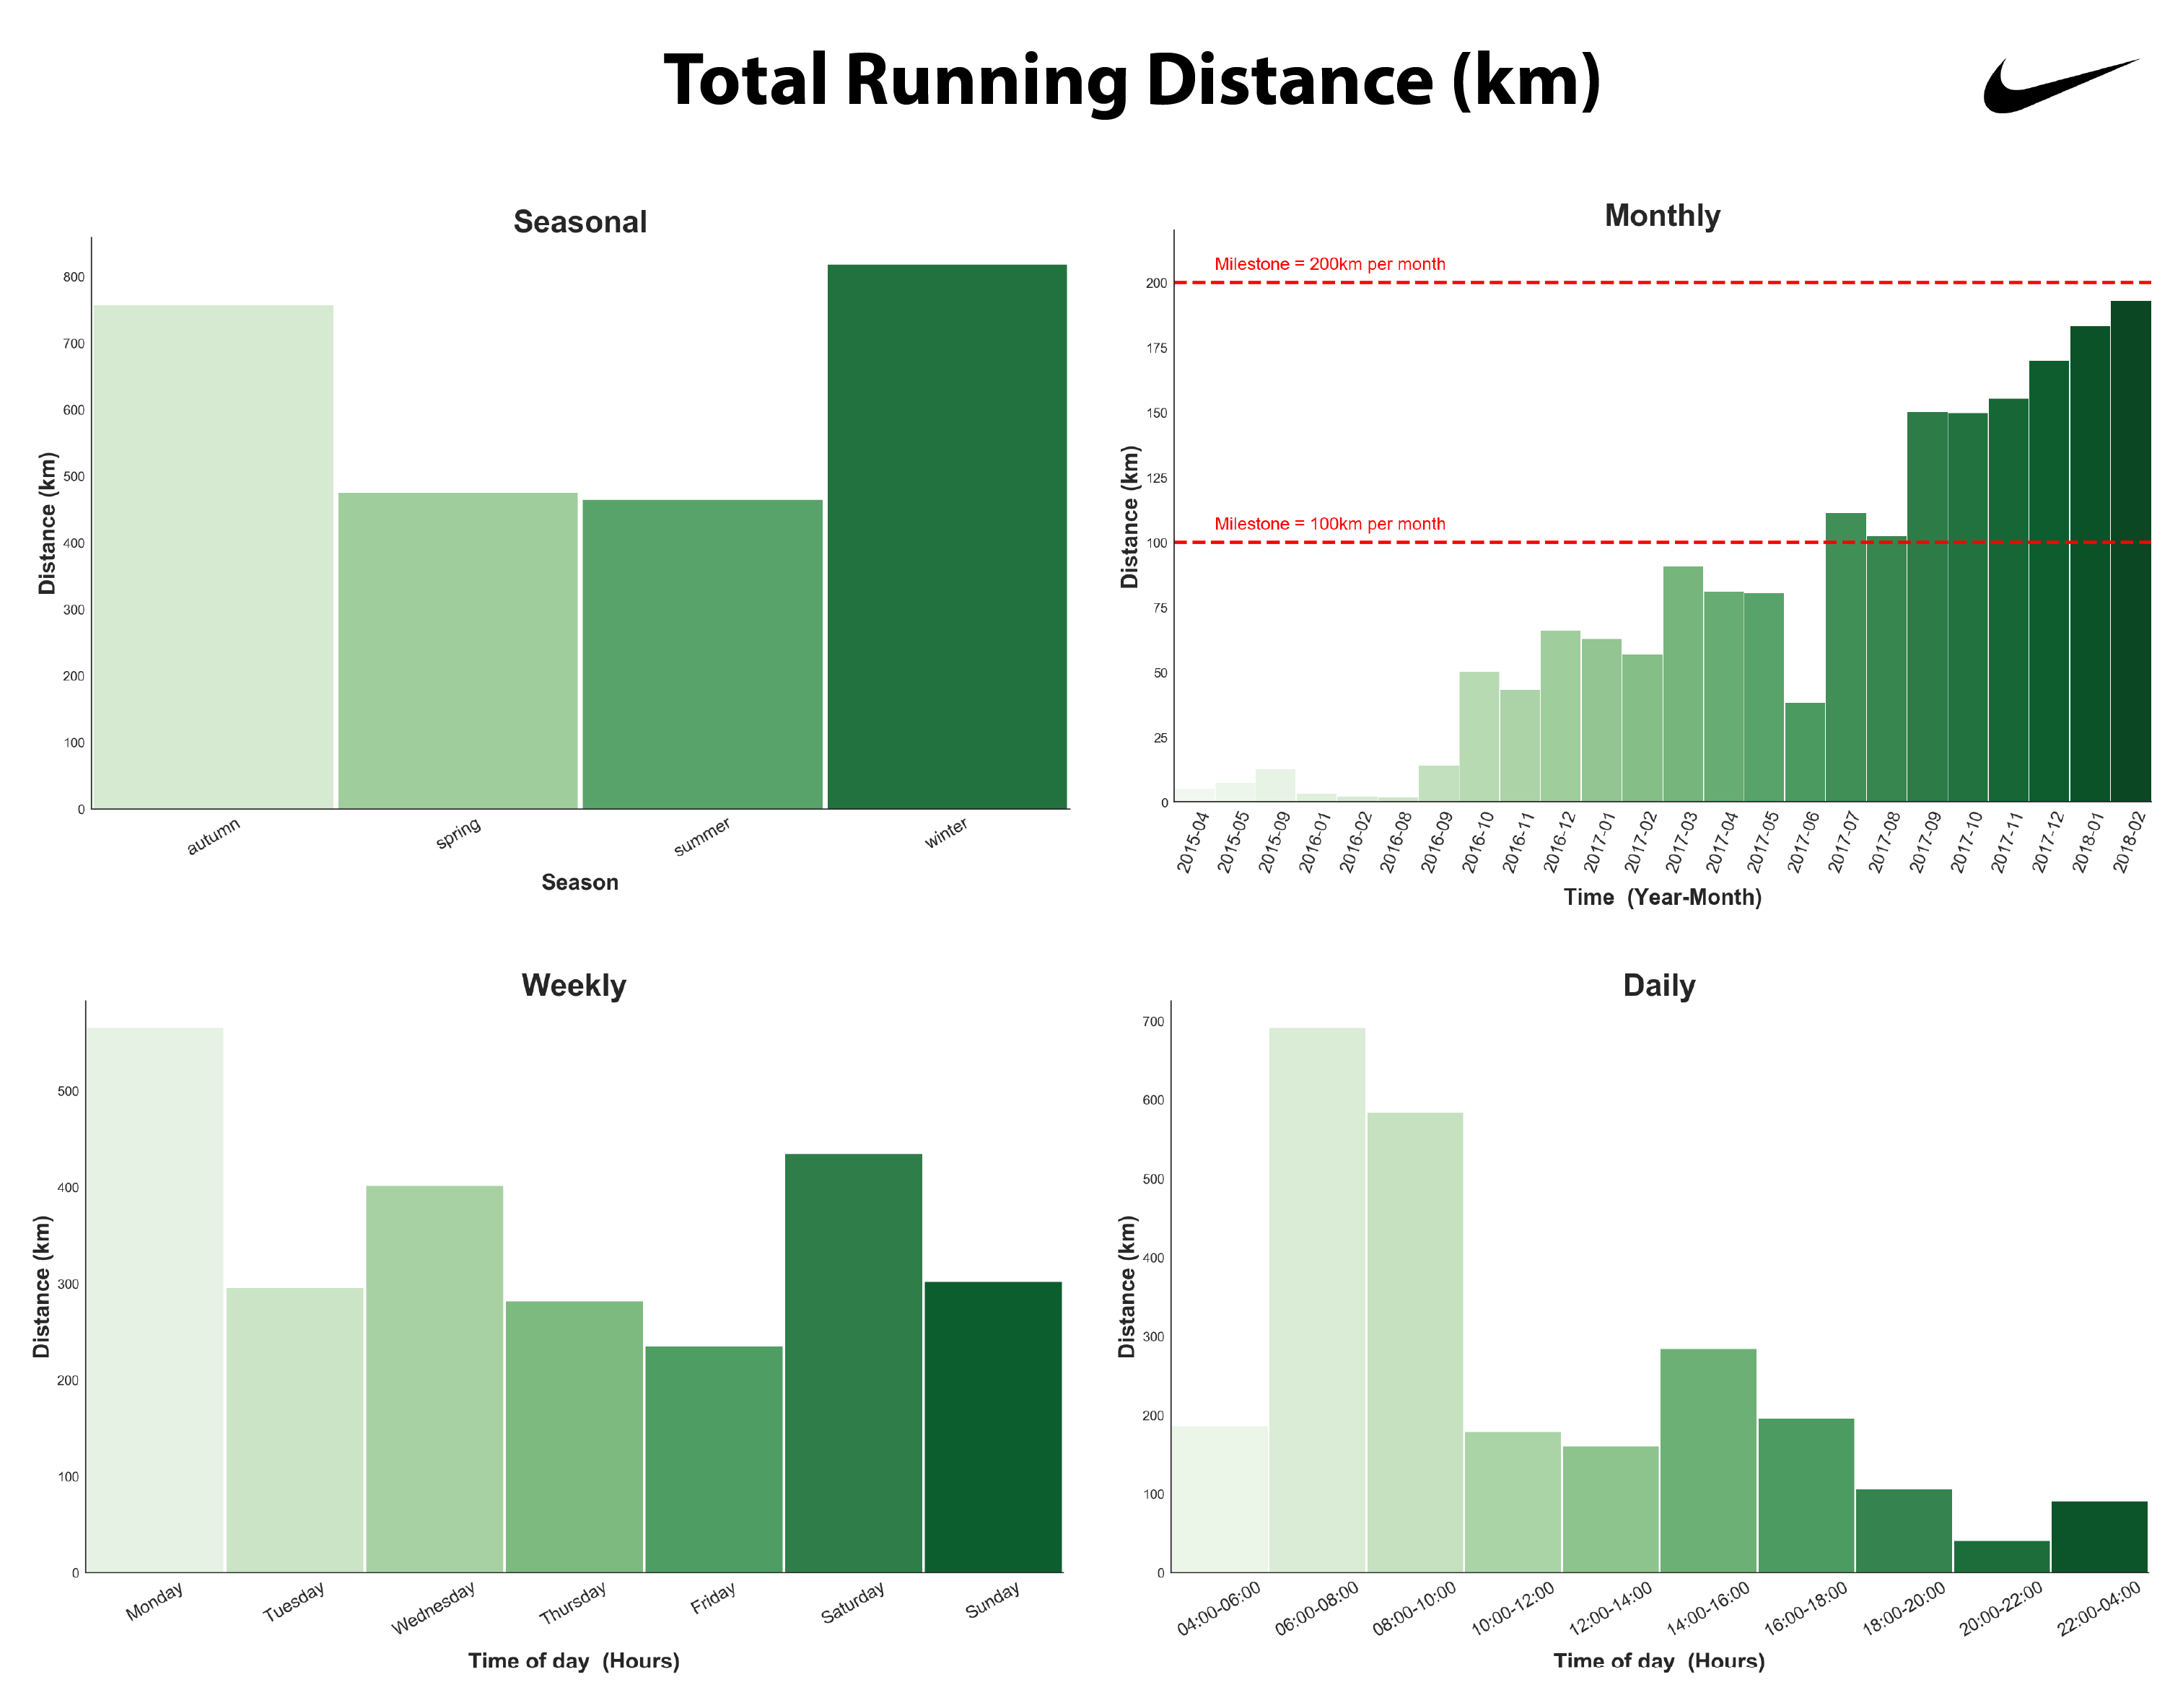 Total Running Distance (km)
Seasonal
800
700
600
500
400
300
200
100
0
Distance (km)
autumn
spring
summer
winter
Season
Monthly
Milestone = 200km per month
200
175
150
125
Milestone = 100km per month
100
75
50
25
0
Distance (km)
2015-04
2015-05
2015-09
2016-01
2016-02
2016-08
2016-09
2016-10
2016-11
2016-12
2017-01
2017-02
2017-03
2017-04
2017-05
2017-06
2017-07
2017-08
2017-09
2017-10
2017-11
2017-12
2018-01
2018-02
Time (Year-Month)
Weekly
500
400
300
200
100
0
Distance (km)
Monday
Tuesday
Wednesday
Thursday
Friday
Saturday
Sunday
Time of day (Hours)
Daily
700
600
500
400
300
200
100
0
Distance (km)
04:00-06:00
06:00-08:00
08:00-10:00
10:00-12:00
12:00-14:00
14:00-16:00
16:00-18:00
18:00-20:00
20:00-22:00
22:00-04:00
Time of day (Hours)